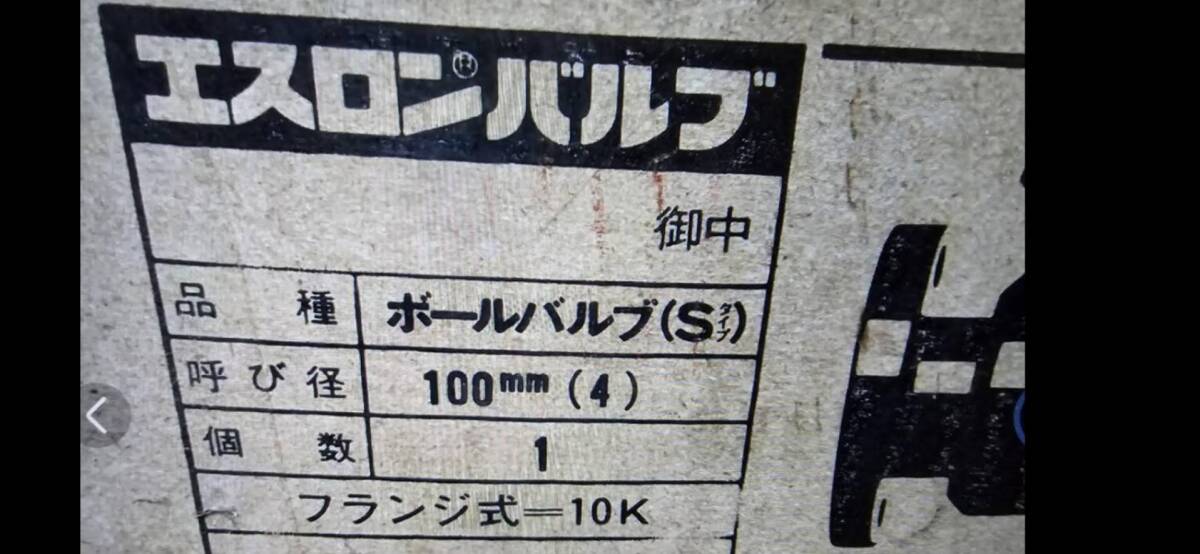 エスロン®バルブ
御中
品種 ボールバルブ(Sタイプ)
呼び径 100mm (4)
個数 1
フランジ式=10K